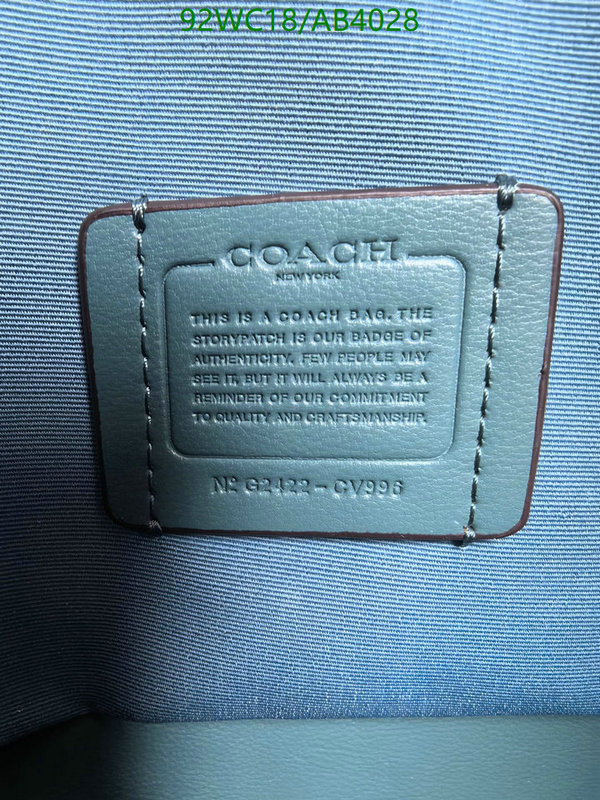 92WC18/AB4028
COACH
NEW YORK
THIS IS A COACH BAG. THE
STORYPATCH IS OUR BADGE OF
AUTHENTICITY. FEW PEOPLE MAY
SEE IT, BUT IT WILL ALWAYS BE A
REMINDER OF OUR COMMITMENT
TO QUALITY AND CRAFTSMANSHIP.
Nº G2422-CV996